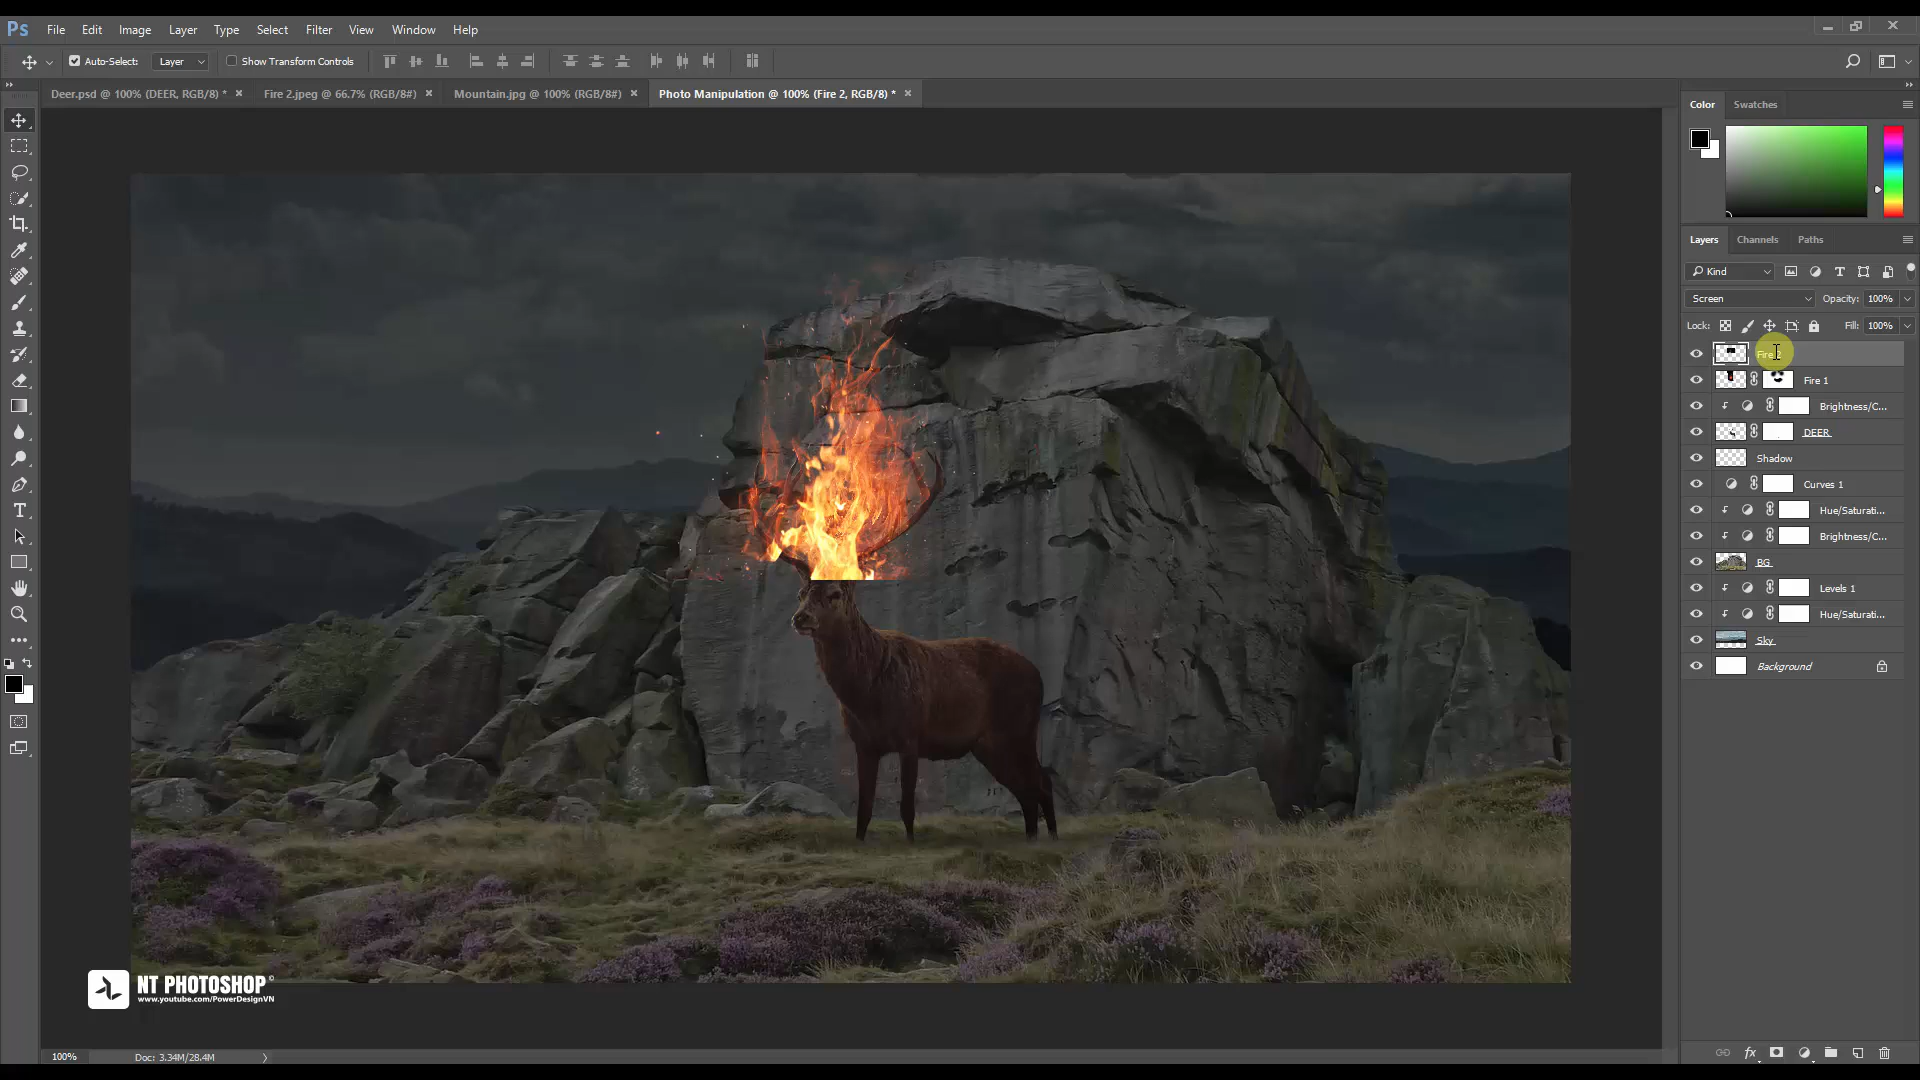 Ps File Edit Image Layer Type Select Filter View Window Help
Auto-Select: Layer Show Transform Controls
Deer.psd @ 100% (DEER, RGB/8) * Fire 2.jpeg @ 66.7% (RGB/8#) Mountain.jpg @ 100% (RGB/8#) Photo Manipulation @ 100% (Fire 2, RGB/8) *
Color Swatches
Layers Channels Paths
Kind
Screen Opacity: 100%
Lock: Fill: 100%
Fire 2
Fire 1
Brightness/C...
DEER
Shadow
Curves 1
Hue/Saturati...
Brightness/C...
BG
Levels 1
Hue/Saturati...
Sky
Background
NT PHOTOSHOP©
www.youtube.com/PowerDesignVN
100% Doc: 3.34M/28.4M